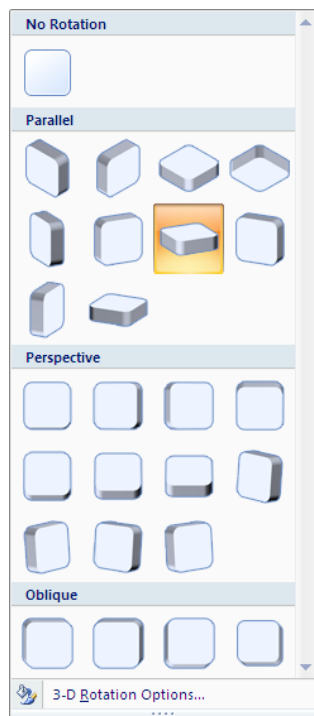 No Rotation
Parallel
Perspective
Oblique
3-D Rotation Options...